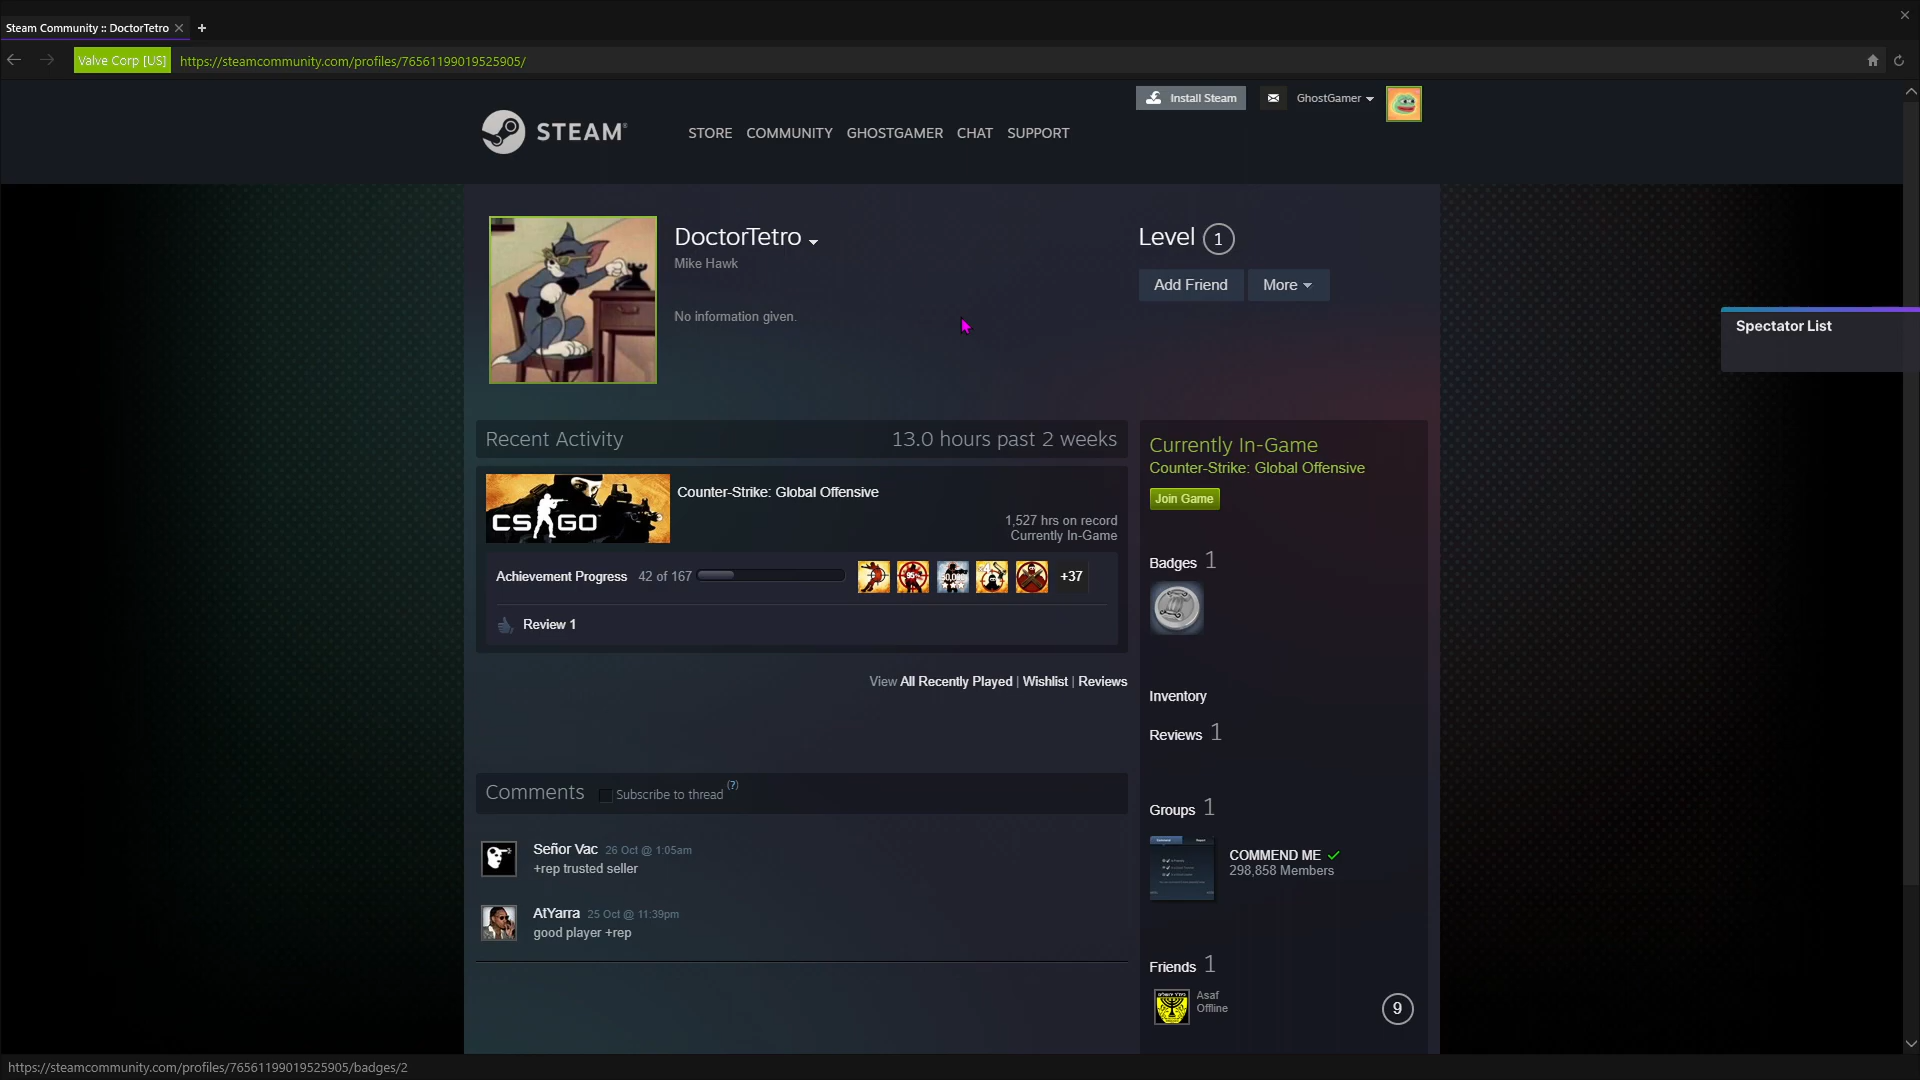 Steam Community :: DoctorTetro
Valve Corp [US]
https://steamcommunity.com/profiles/76561199019525905/
Install Steam
GhostGamer
STEAM®
STORE COMMUNITY GHOSTGAMER CHAT SUPPORT
DoctorTetro
Mike Hawk
No information given.
Level 1
Add Friend
More
Spectator List
Recent Activity
13.0 hours past 2 weeks
CS GO
Counter-Strike: Global Offensive
1,527 hrs on record
Currently In-Game
Achievement Progress 42 of 167
+37
Review 1
View All Recently Played | Wishlist | Reviews
Comments
Subscribe to thread (?)
Señor Vac 26 Oct @ 1:05am
+rep trusted seller
AtYarra 25 Oct @ 11:39pm
good player +rep
Currently In-Game
Counter-Strike: Global Offensive
Join Game
Badges 1
Inventory
Reviews 1
Groups 1
COMMEND ME
298,858 Members
Friends 1
Asaf
Offline
9
https://steamcommunity.com/profiles/76561199019525905/badges/2